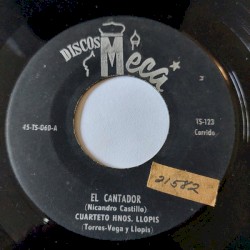 DISCOS
Meca
45-TS-060-A
TS-123
Corrido
EL CANTADOR
(Nicandro Castillo)
CUARTETO HNOS. LLOPIS
(Torres-Vega y Llopis)
21582